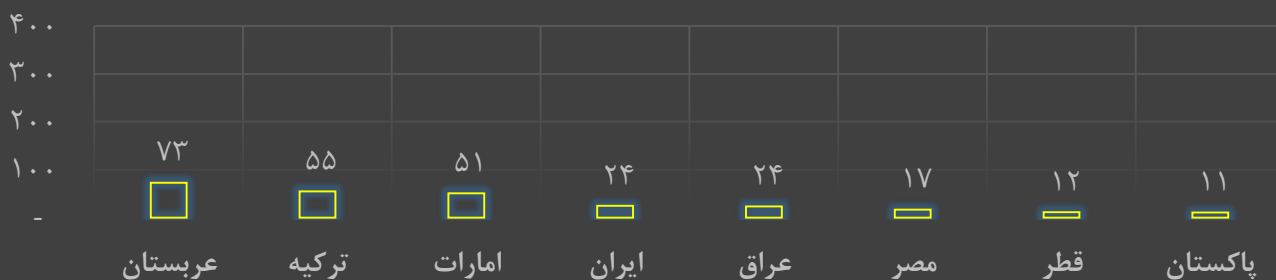 ۴۰۰
۳۰۰
۲۰۰
۱۰۰
-
۷۳
۵۵
۵۱
۲۴
۲۴
۱۷
۱۲
۱۱
عربستان
ترکیه
امارات
ایران
عراق
مصر
قطر
پاکستان